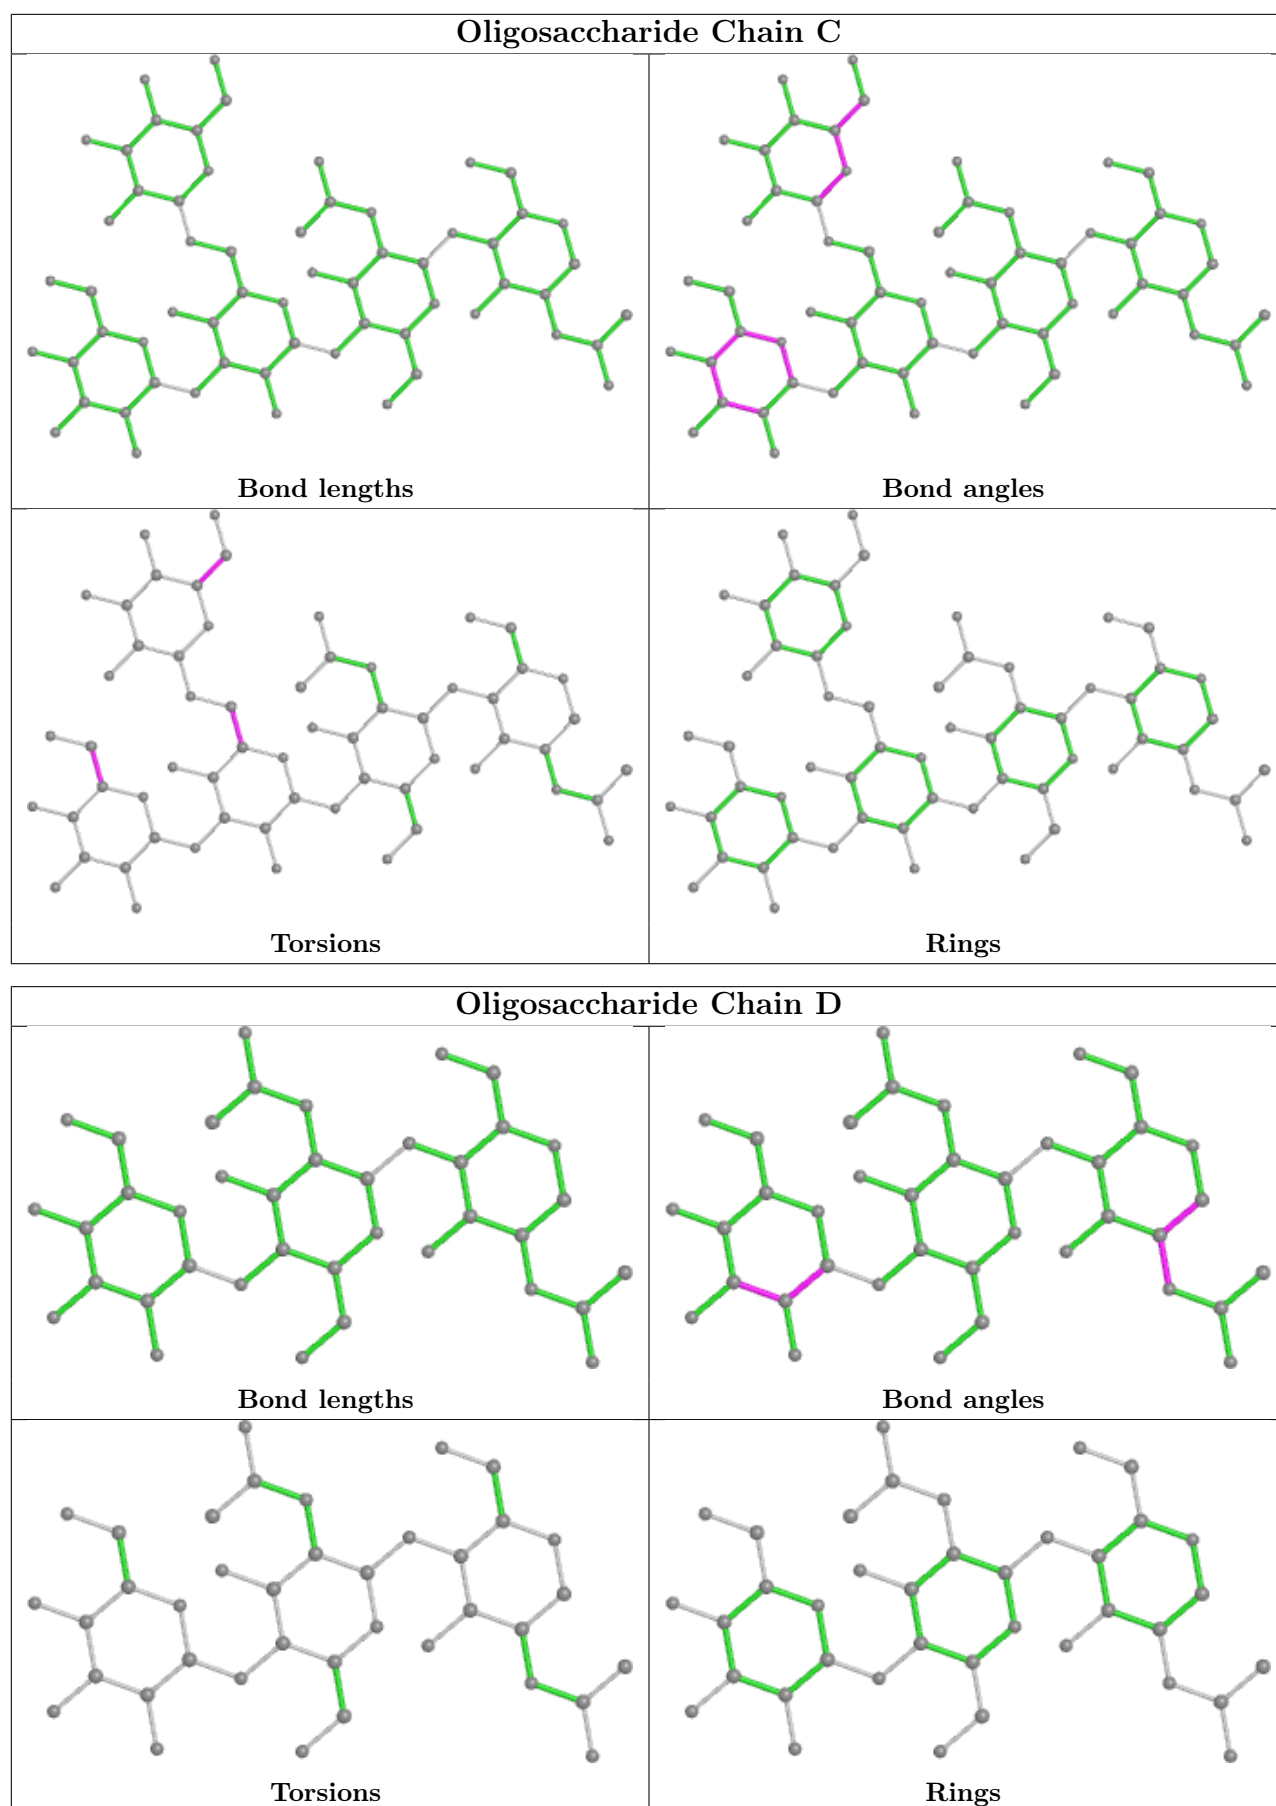 Oligosaccharide Chain C
Bond lengths
Bond angles
Torsions
Rings
Oligosaccharide Chain D
Bond lengths
Bond angles
Torsions
Rings